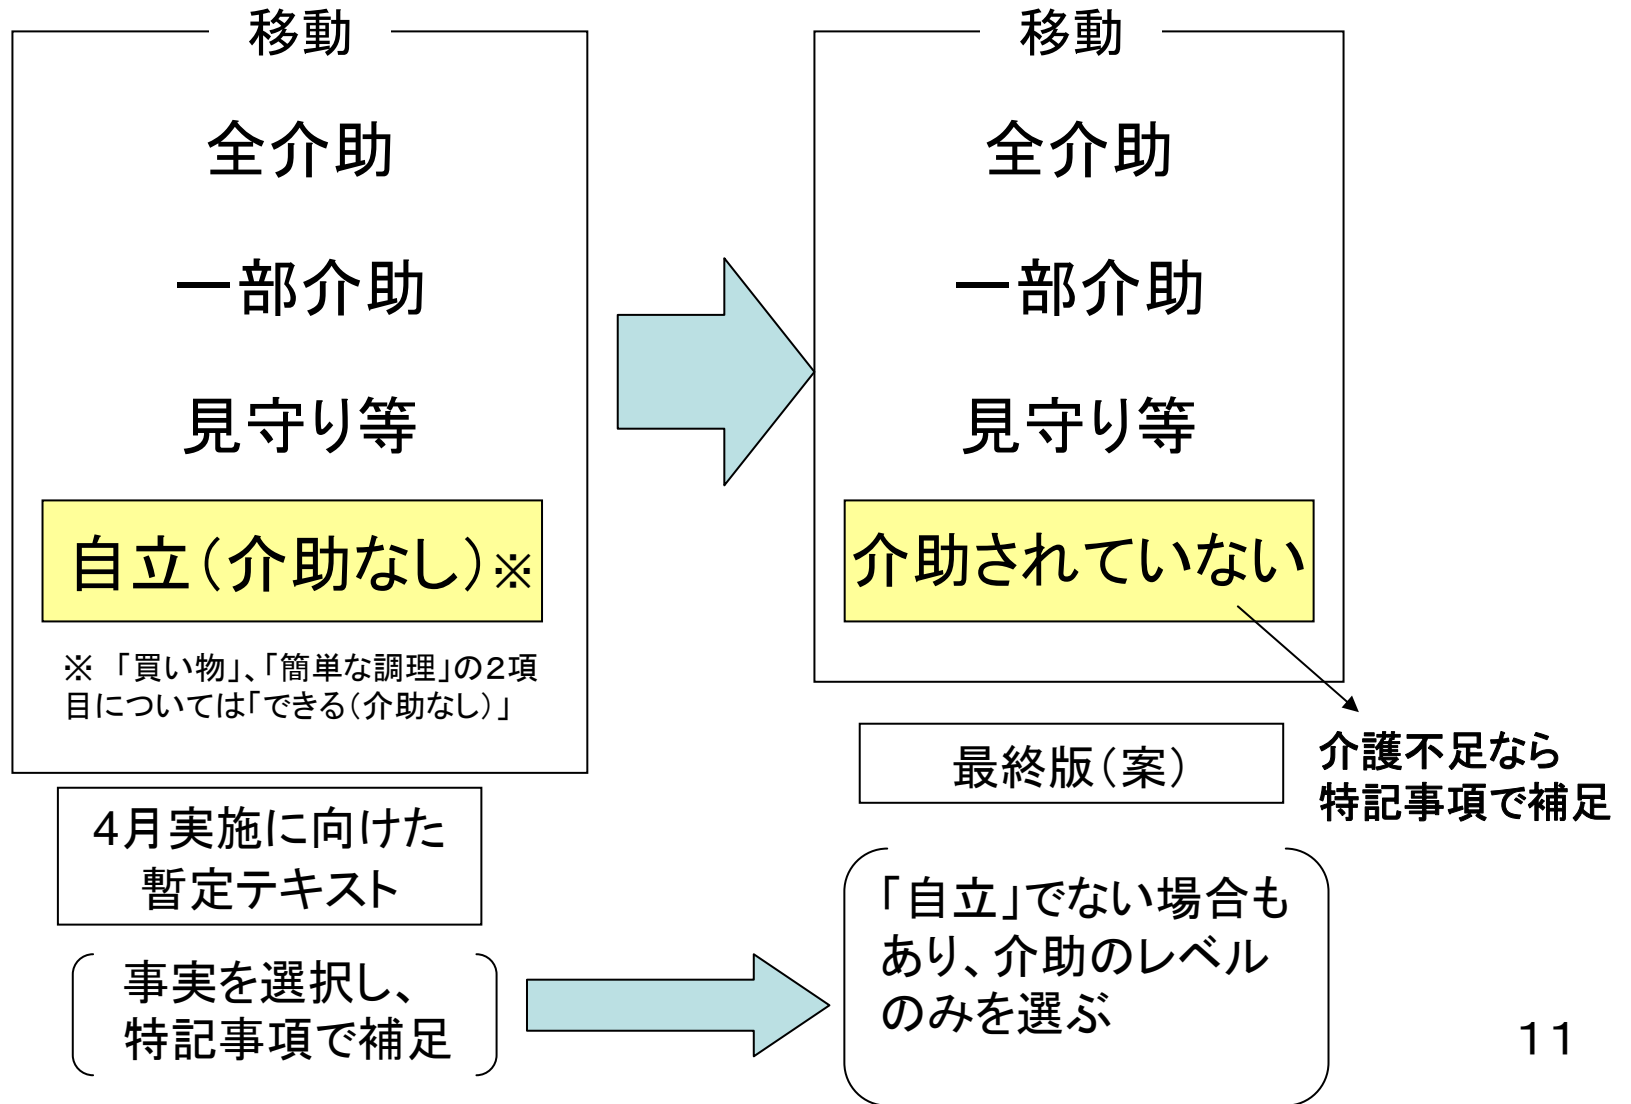 移動
全介助
一部介助
見守り等
自立(介助なし)※
※ 「買い物」、「簡単な調理」の2項
目については「できる(介助なし)」
4月実施に向けた
暫定テキスト
事実を選択し、
特記事項で補足
移動
全介助
一部介助
見守り等
介助されていない
介護不足なら
特記事項で補足
最終版(案)
「自立」でない場合も
あり、介助のレベル
のみを選ぶ
11